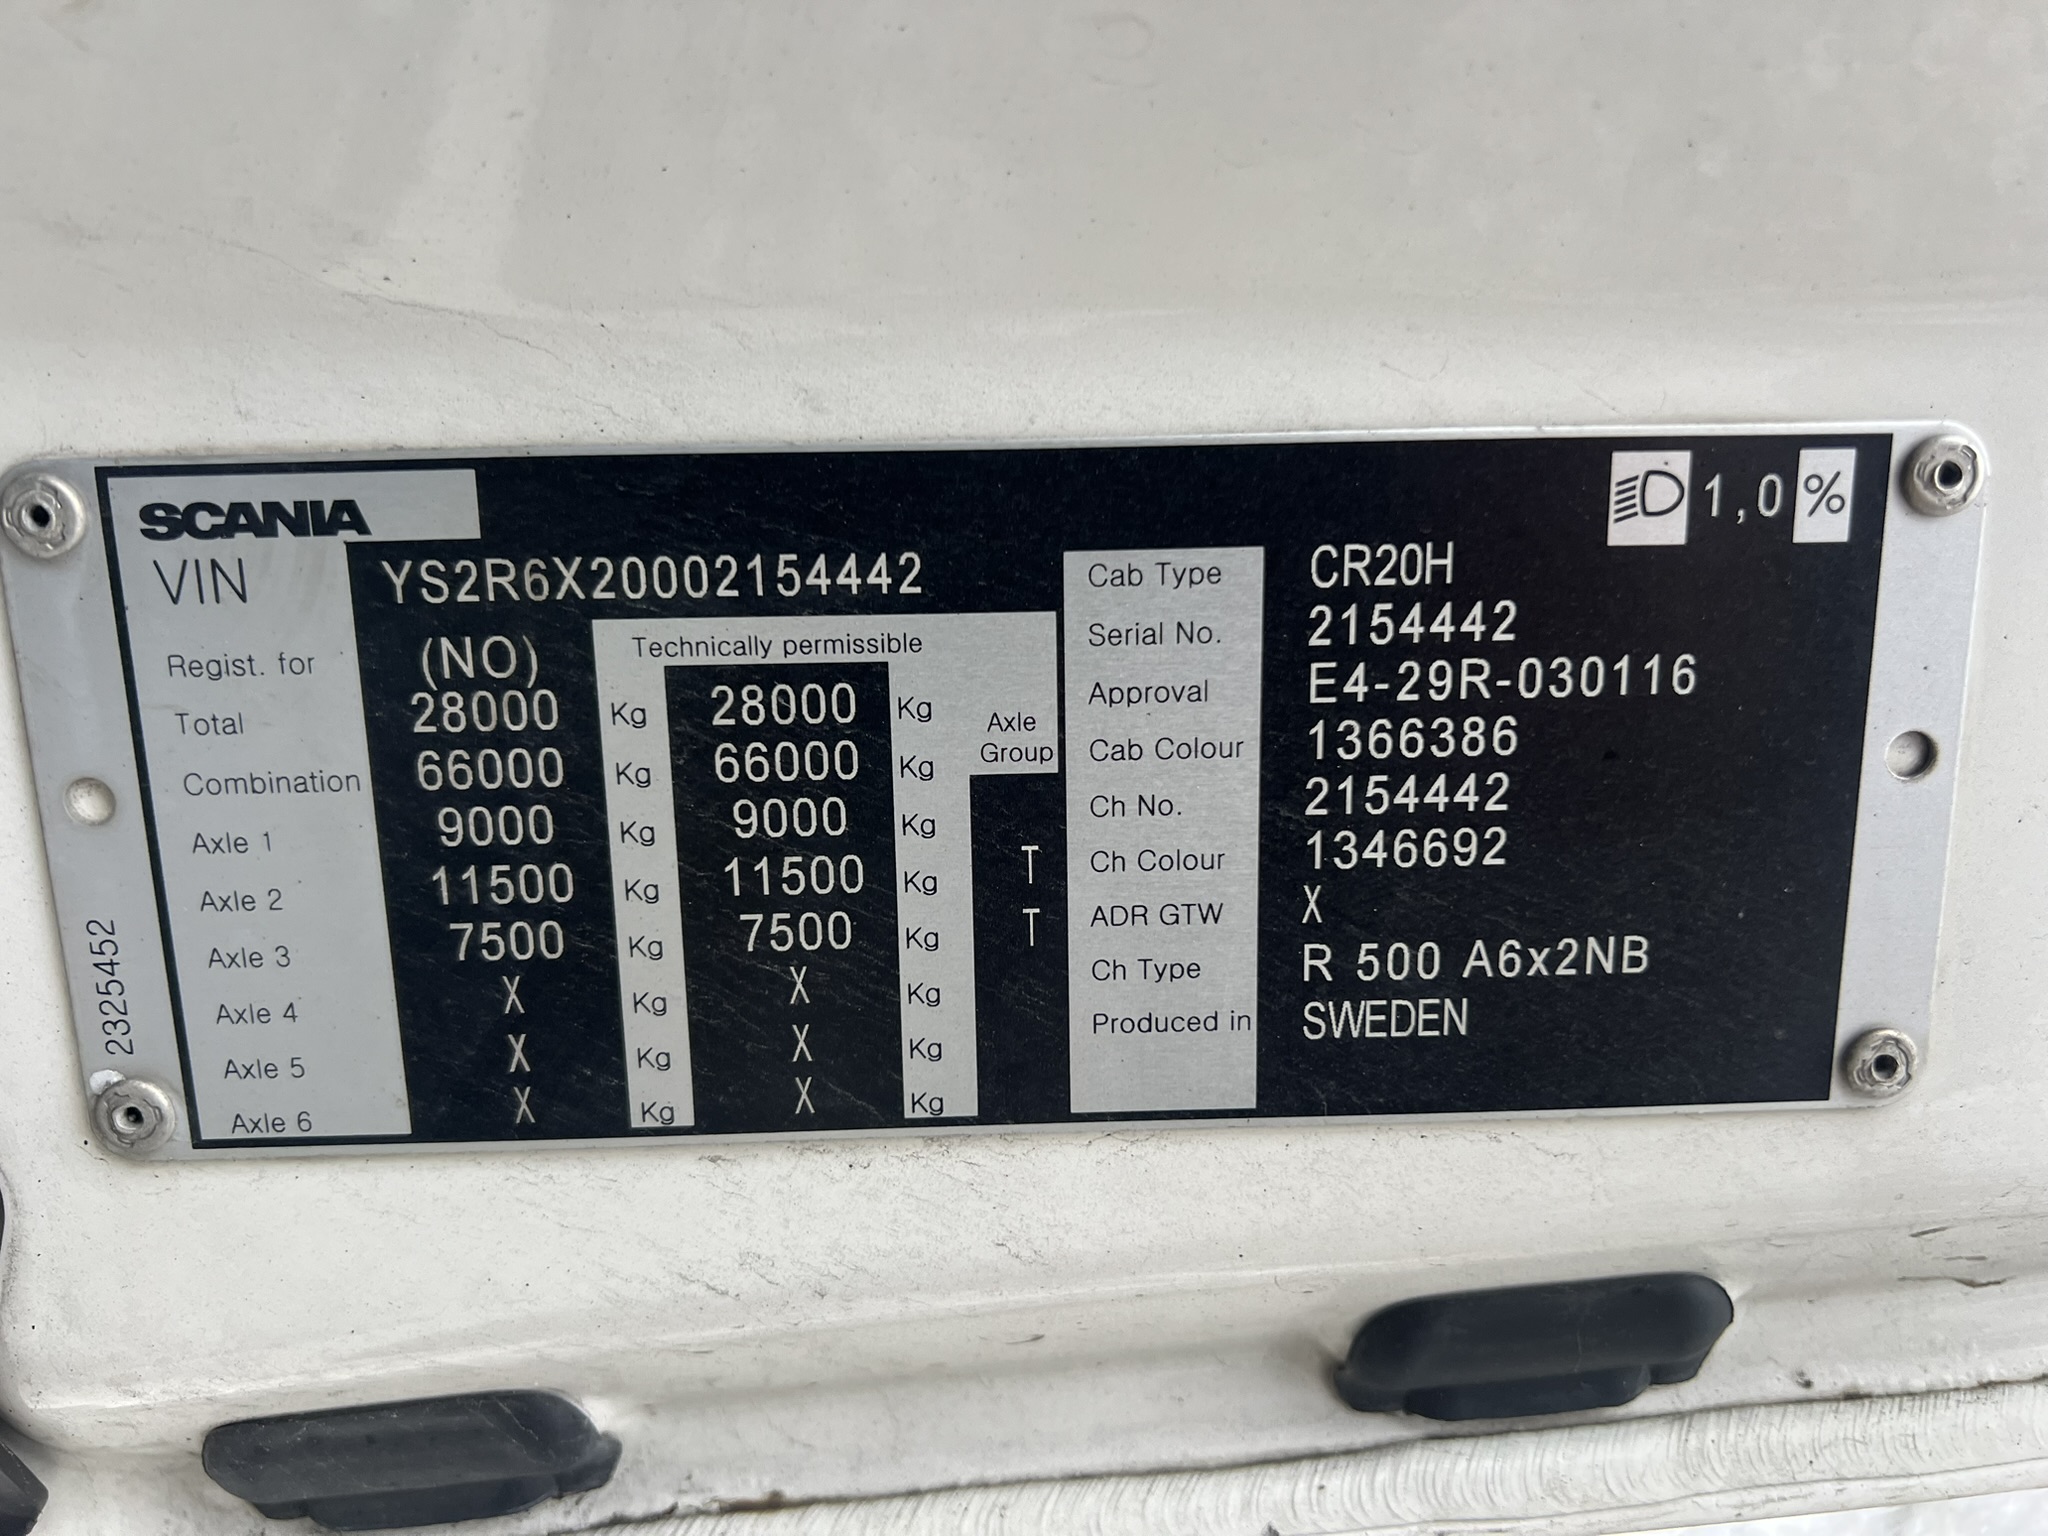 SCANIA
1,0 %
VIN YS2R6X20002154442
Regist. for (NO) Technically permissible
Total 28000 Kg 28000 Kg Axle Group
Combination 66000 Kg 66000 Kg
Axle 1 9000 Kg 9000 Kg
Axle 2 11500 Kg 11500 Kg T
Axle 3 7500 Kg 7500 Kg T
Axle 4 X Kg X Kg
Axle 5 X Kg X Kg
Axle 6 X Kg X Kg
Cab Type CR20H
Serial No. 2154442
Approval E4-29R-030116
Cab Colour 1366386
Ch No. 2154442
Ch Colour 1346692
ADR GTW X
Ch Type R 500 A6x2NB
Produced in SWEDEN
2325452